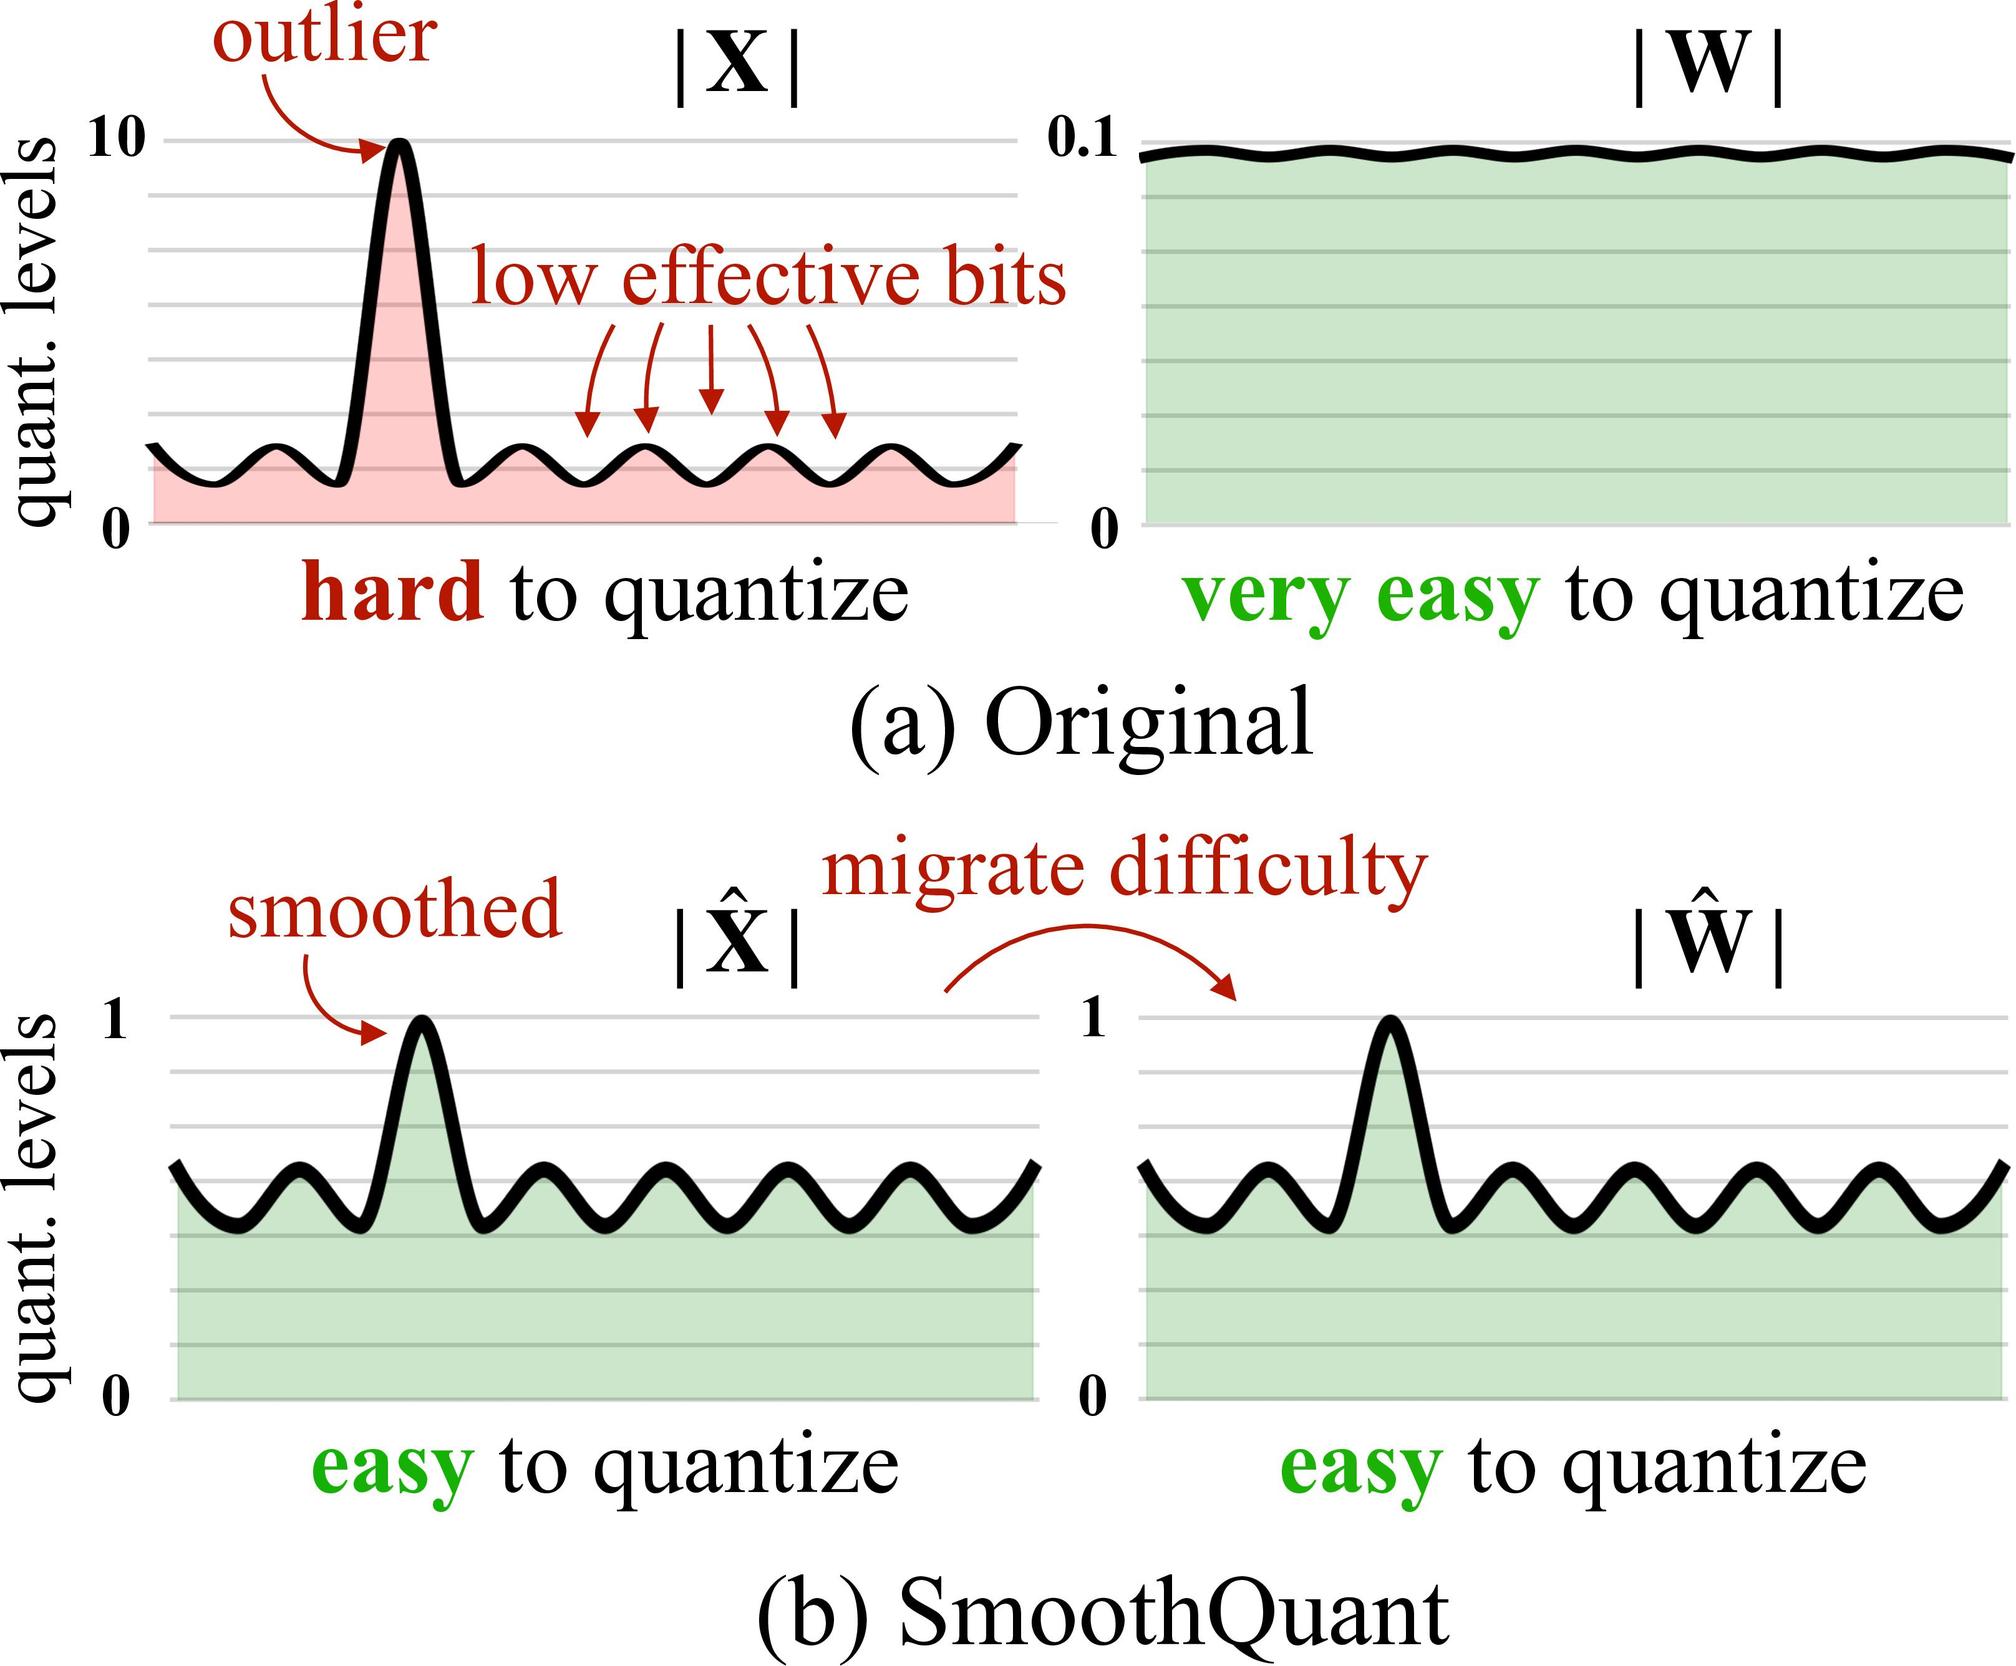 outlier
|X|
|W|
10
0.1
quant. levels
low effective bits
0
0
hard to quantize
very easy to quantize
(a) Original
migrate difficulty
smoothed
|X̂|
|Ŵ|
1
1
quant. levels
0
0
easy to quantize
easy to quantize
(b) SmoothQuant